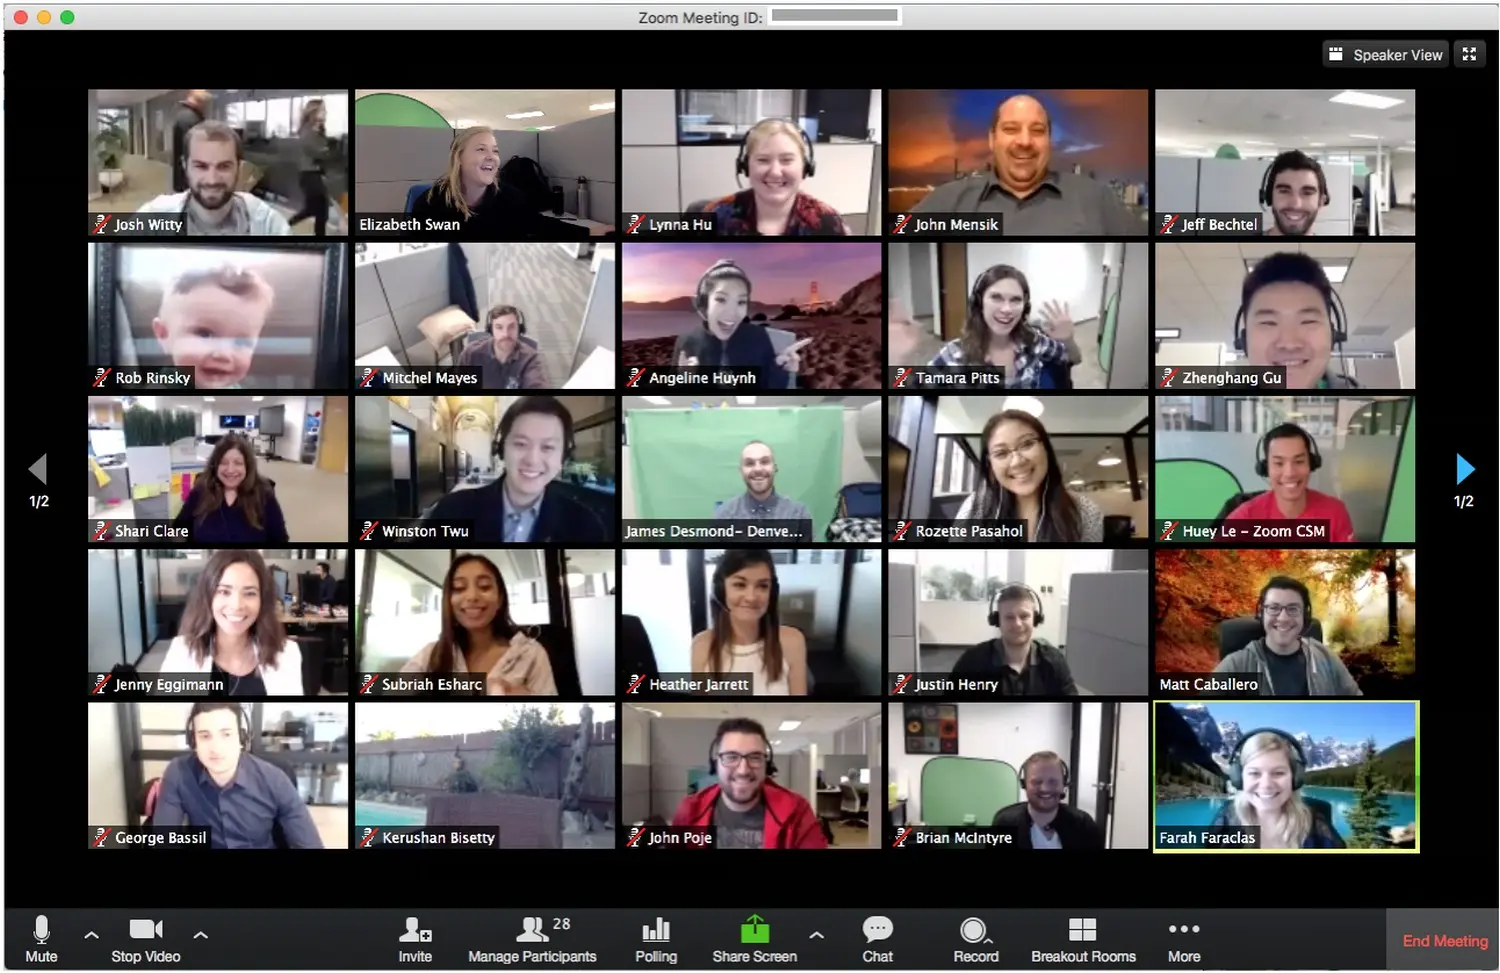 Zoom Meeting ID:
Speaker View
Josh Witty
Elizabeth Swan
Lynna Hu
John Mensik
Jeff Bechtel
Rob Rinsky
Mitchel Mayes
Angeline Huynh
Tamara Pitts
Zhenghang Gu
1/2
1/2
Shari Clare
Winston Twu
James Desmond- Denve...
Rozette Pasahol
Huey Le - Zoom CSM
Jenny Eggimann
Subriah Esharc
Heather Jarrett
Justin Henry
Matt Caballero
George Bassil
Kerushan Bisetty
John Poje
Brian McIntyre
Farah Faraclas
28
Mute
Stop Video
Invite
Manage Participants
Polling
Share Screen
Chat
Record
Breakout Rooms
More
End Meeting